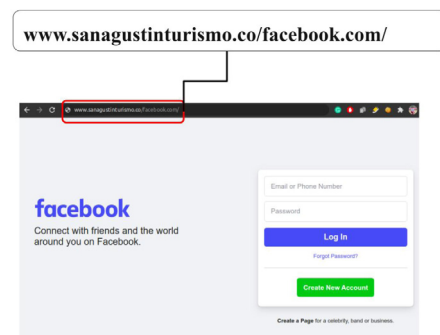 www.sanagustinturismo.co/facebook.com/
www.sanagustinturismo.co/facebook.com/
Email or Phone Number
facebook
Password
Connect with friends and the world
around you on Facebook.
Log In
Forgot Password?
Create New Account
Create a Page for a celebrity, band or business.